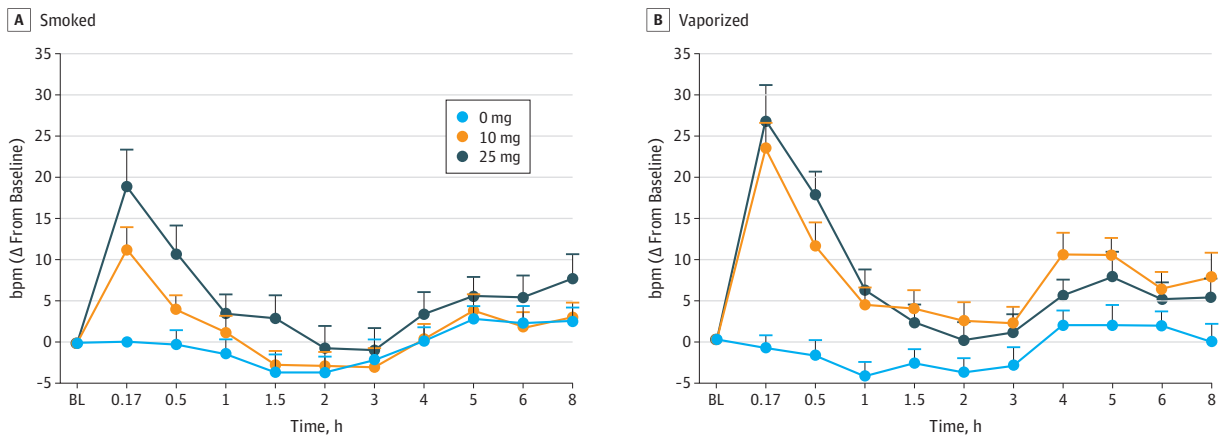 A Smoked
35
30
25
20
15
10
5
0
−5
bpm (Δ From Baseline)
BL 0.17 0.5 1 1.5 2 3 4 5 6 8
Time, h
0 mg
10 mg
25 mg
B Vaporized
35
30
25
20
15
10
5
0
−5
bpm (Δ From Baseline)
BL 0.17 0.5 1 1.5 2 3 4 5 6 8
Time, h